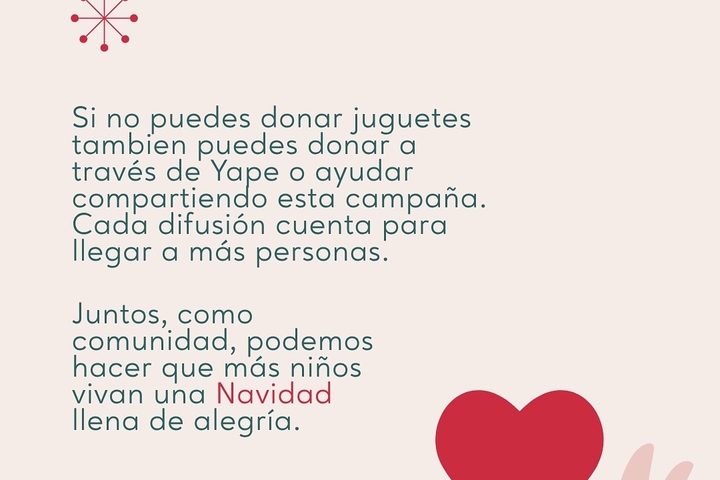 Si no puedes donar juguetes
tambien puedes donar a
través de Yape o ayudar
compartiendo esta campaña.
Cada difusión cuenta para
llegar a más personas.
Juntos, como
comunidad, podemos
hacer que más niños
vivan una Navidad
llena de alegría.